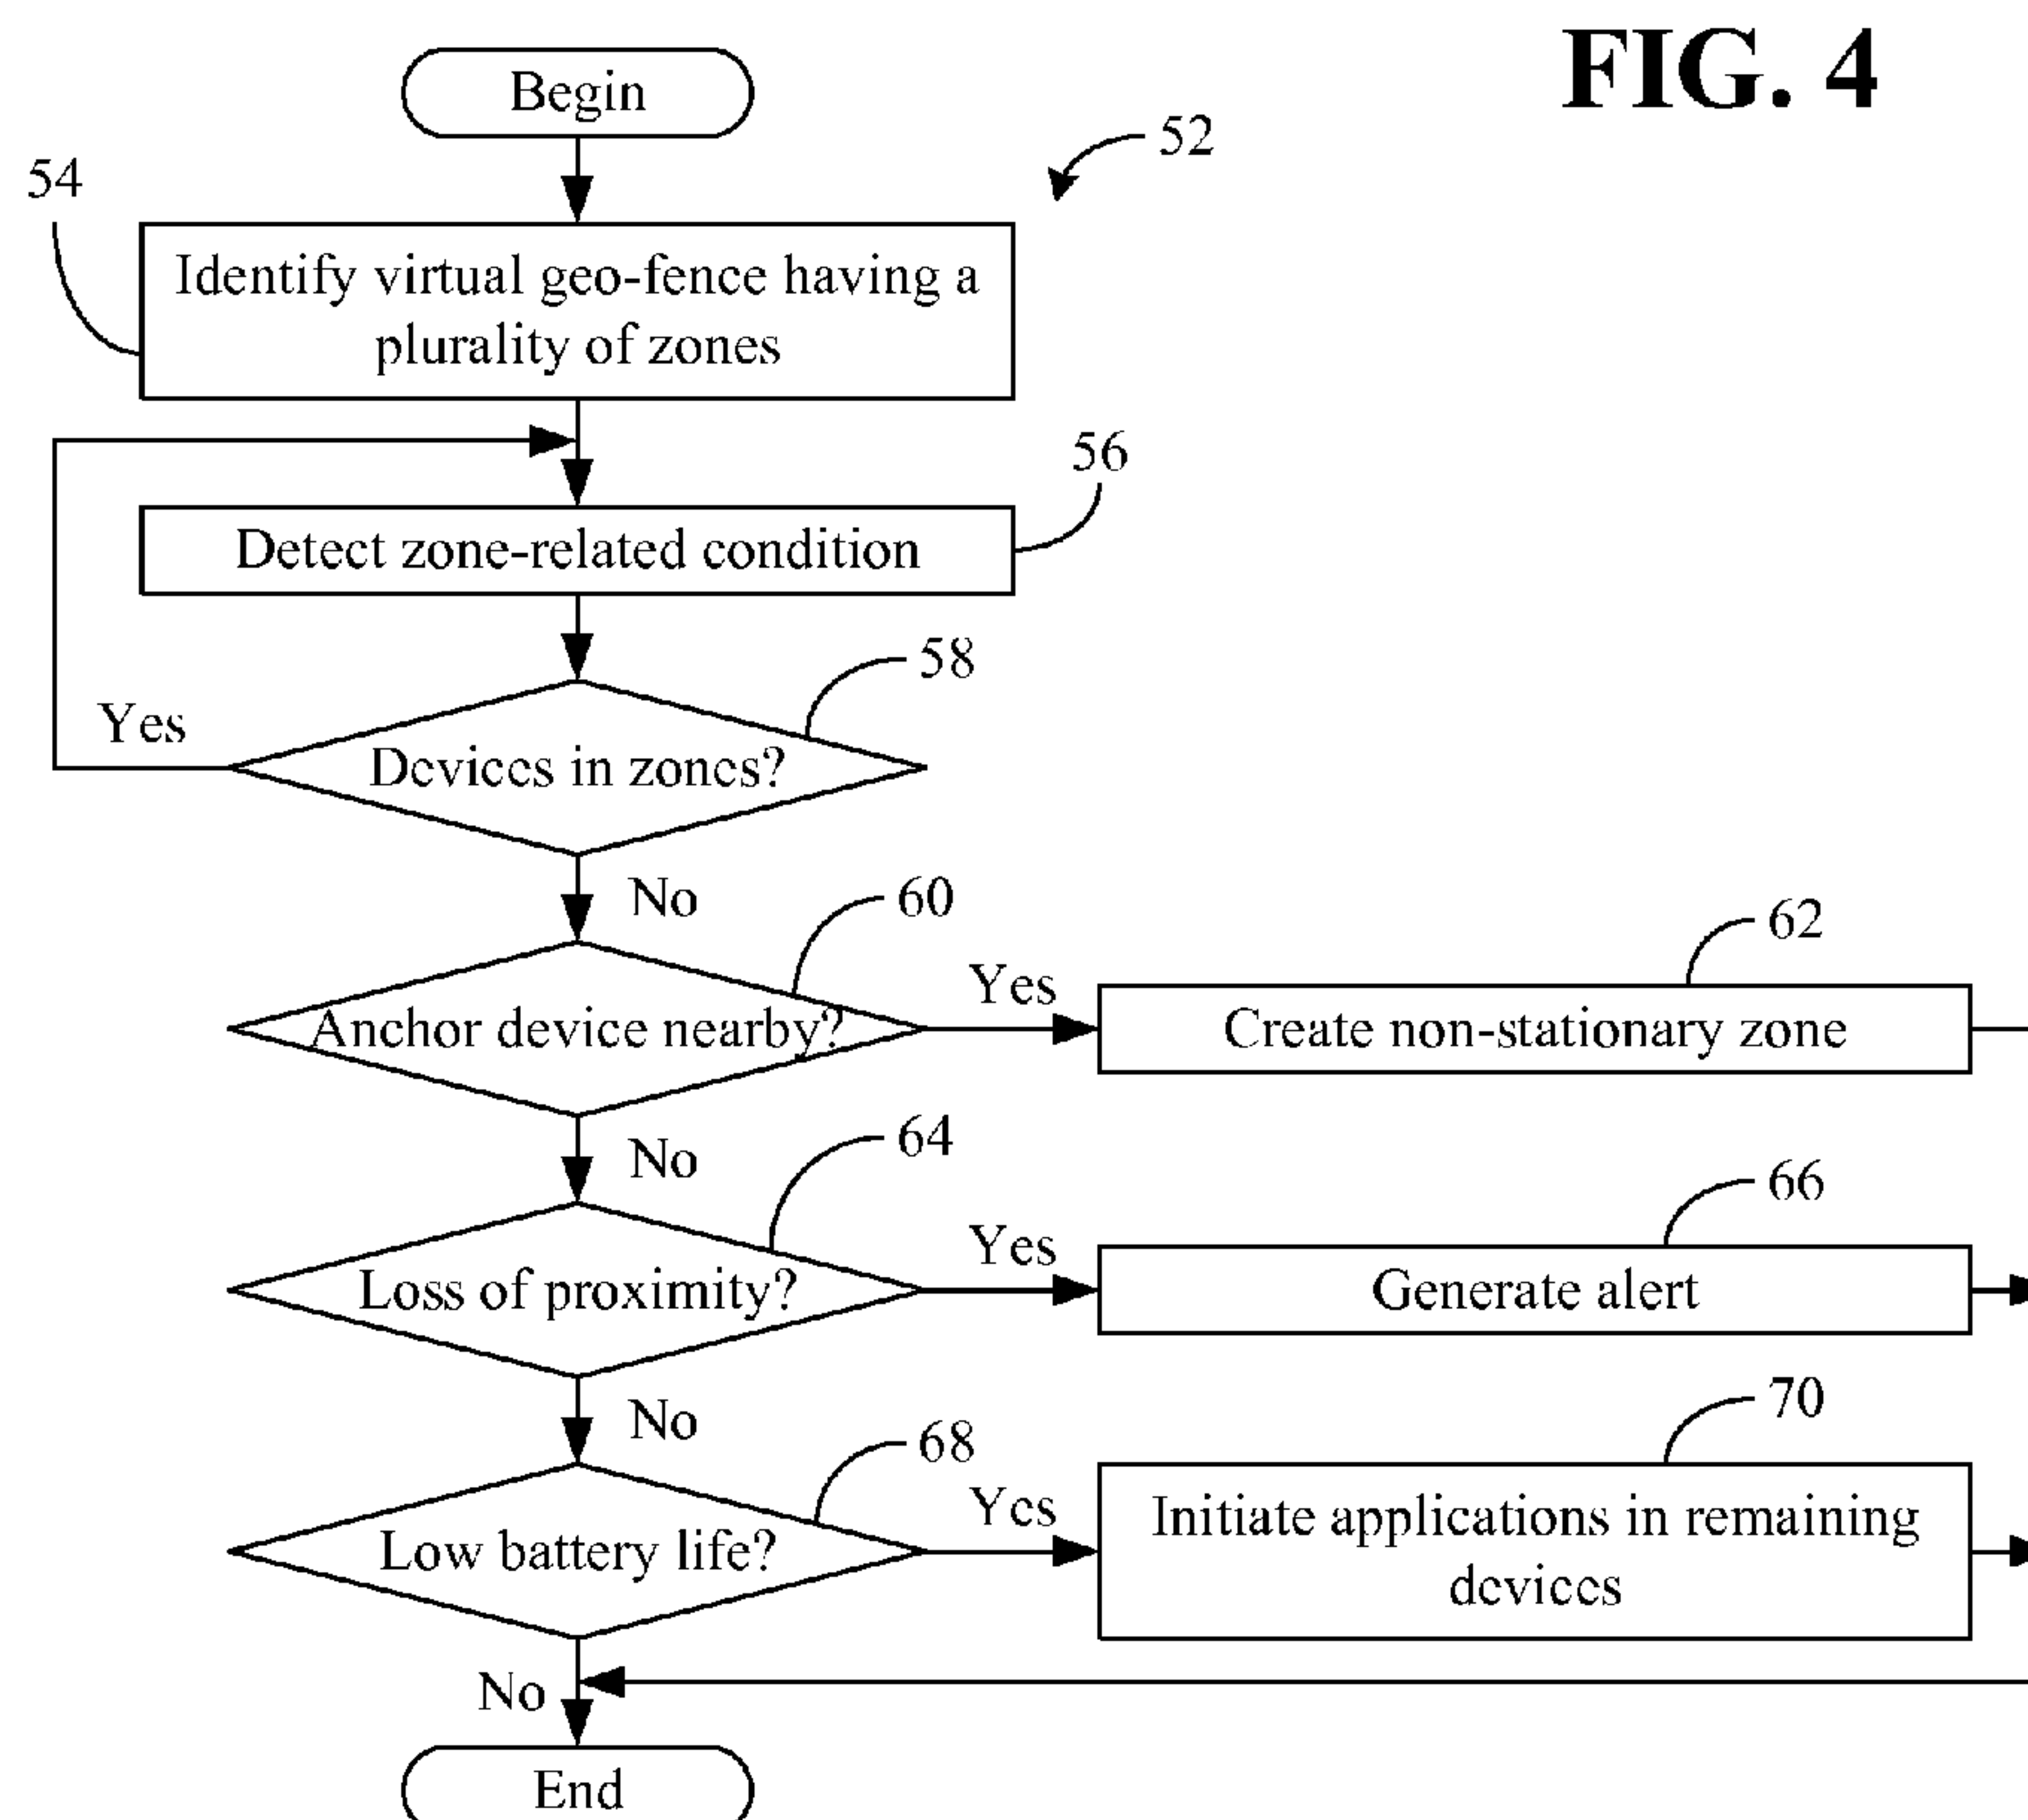 FIG. 4
Begin
52
54
Identify virtual geo-fence having a
plurality of zones
56
Detect zone-related condition
58
Yes
Devices in zones?
No
60
Anchor device nearby?
Yes
62
Create non-stationary zone
No
64
Loss of proximity?
Yes
66
Generate alert
No
68
Low battery life?
Yes
70
Initiate applications in remaining
devices
No
End